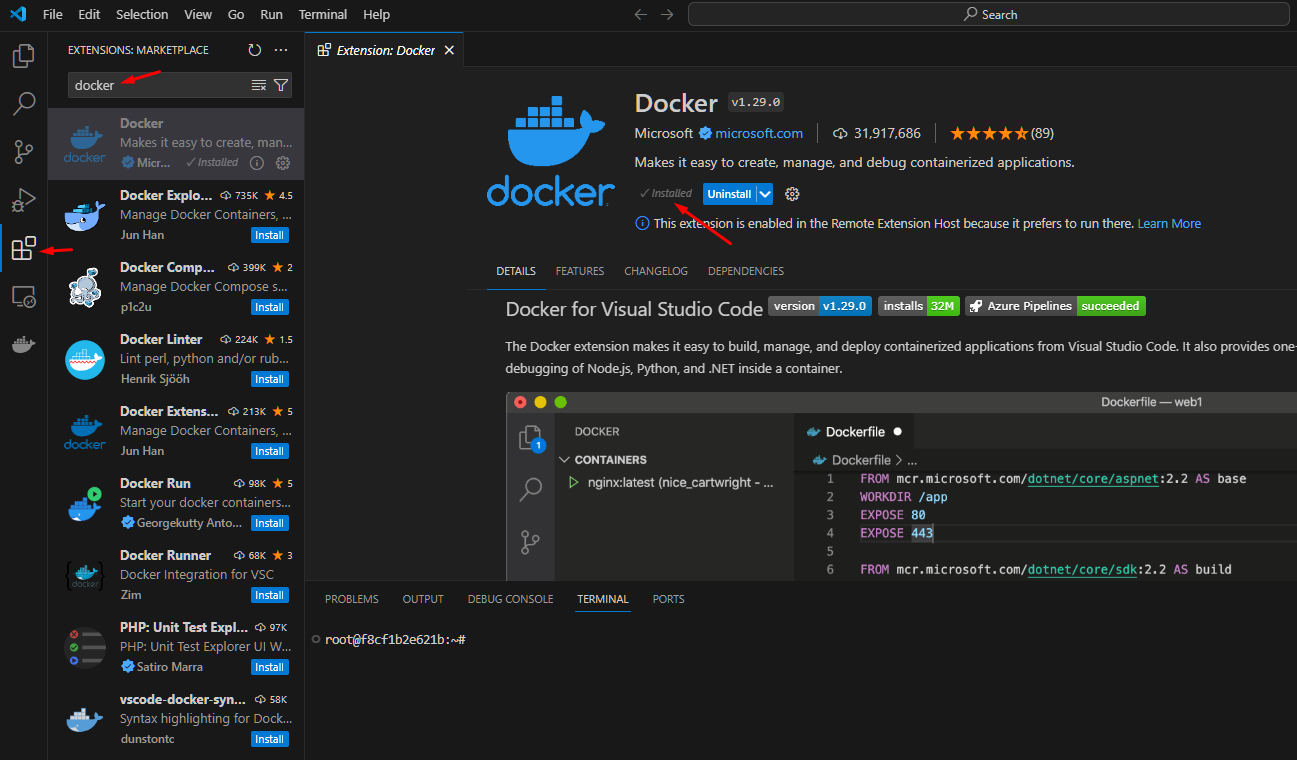 File Edit Selection View Go Run Terminal Help
Search
EXTENSIONS: MARKETPLACE
docker
Docker
Makes it easy to create, man...
Micr... Installed
docker
Docker Explo... 735K 4.5
Manage Docker Containers, ...
Jun Han Install
Docker Comp... 399K 2
Manage Docker Compose s...
p1c2u Install
Docker Linter 224K 1.5
Lint perl, python and/or rub...
Henrik Sjööh Install
Docker Extens... 213K 5
Manage Docker Containers, ...
docker
Jun Han Install
Docker Run 98K 5
Start your docker containers...
Georgekutty Anto... Install
Docker Runner 68K 3
Docker Integration for VSC
docker
Zim Install
PHP: Unit Test Expl... 97K
PHP: Unit Test Explorer UI W...
Satiro Marra Install
vscode-docker-syn... 58K
Syntax highlighting for Dock...
dunstontc Install
Extension: Docker
docker
Docker v1.29.0
Microsoft microsoft.com 31,917,686 (89)
Makes it easy to create, manage, and debug containerized applications.
Installed Uninstall
This extension is enabled in the Remote Extension Host because it prefers to run there. Learn More
DETAILS FEATURES CHANGELOG DEPENDENCIES
Docker for Visual Studio Code version v1.29.0 installs 32M Azure Pipelines succeeded
The Docker extension makes it easy to build, manage, and deploy containerized applications from Visual Studio Code. It also provides one-
debugging of Node.js, Python, and .NET inside a container.
Dockerfile — web1
1
DOCKER
CONTAINERS
nginx:latest (nice_cartwright - ...
Dockerfile
Dockerfile > ...
1 FROM mcr.microsoft.com/dotnet/core/aspnet:2.2 AS base
2 WORKDIR /app
3 EXPOSE 80
4 EXPOSE 443
5
6 FROM mcr.microsoft.com/dotnet/core/sdk:2.2 AS build
PROBLEMS OUTPUT DEBUG CONSOLE TERMINAL PORTS
root@f8cf1b2e621b:~#